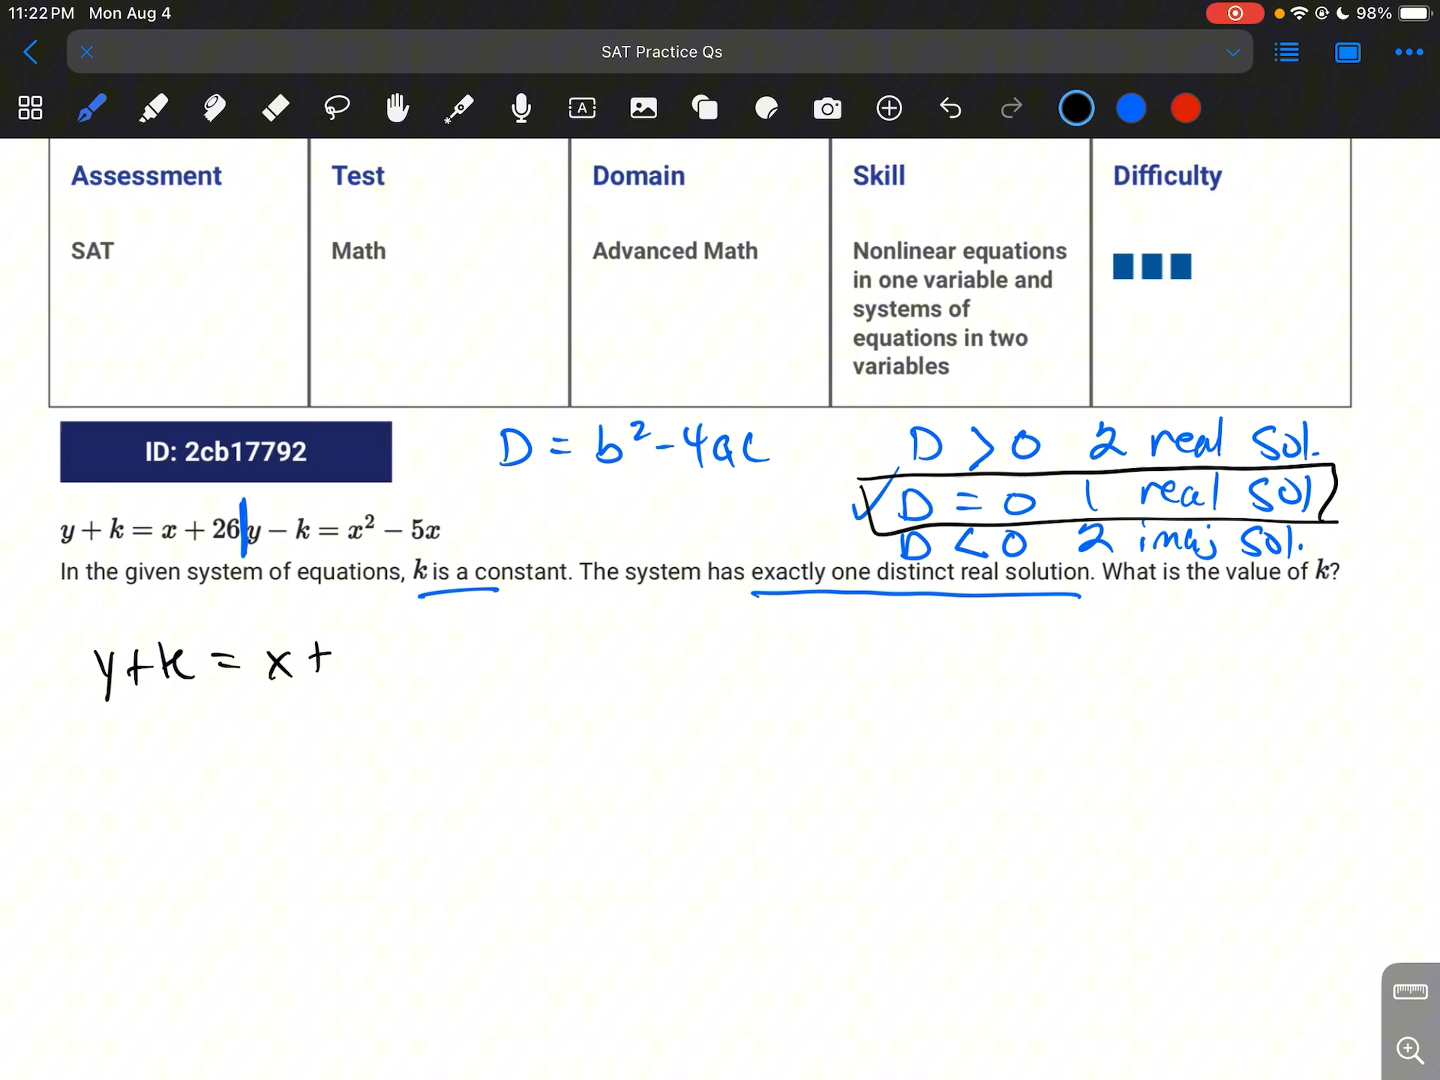 11:22 PM Mon Aug 4 98%
SAT Practice Qs
Assessment Test Domain Skill Difficulty
SAT Math Advanced Math Nonlinear equations
in one variable and
systems of
equations in two
variables
ID: 2cb17792
D = b² - 4ac
D > 0 2 real sol.
✓ D = 0 1 real sol
D < 0 2 imaj sol.
y + k = x + 26|y − k = x² − 5x
In the given system of equations, k is a constant. The system has exactly one distinct real solution. What is the value of k?
y+k = x +